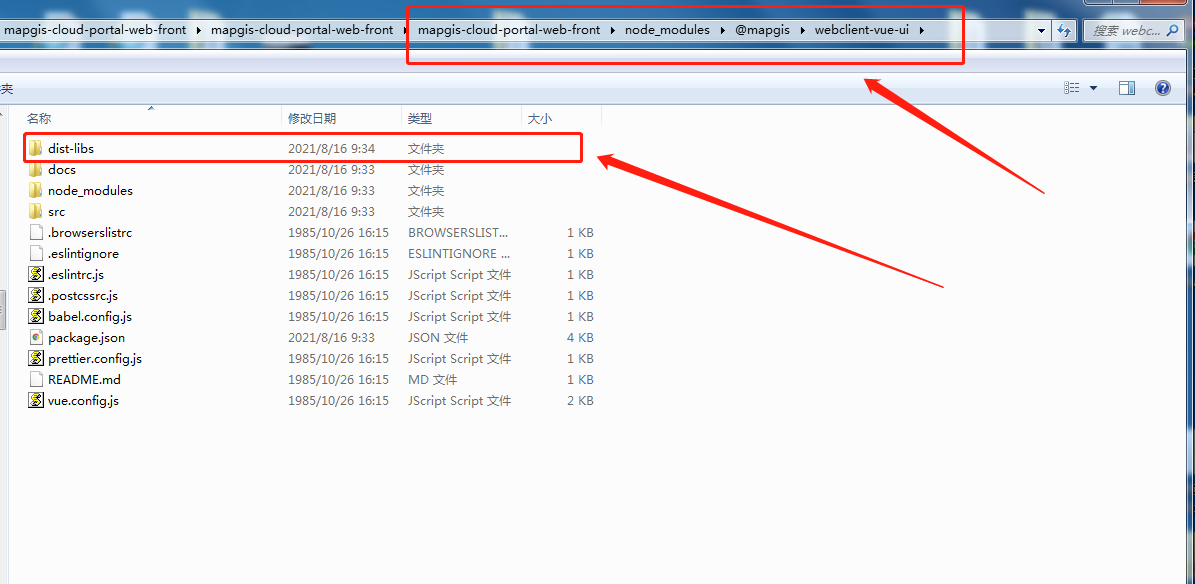 mapgis-cloud-portal-web-front mapgis-cloud-portal-web-front mapgis-cloud-portal-web-front node_modules @mapgis webclient-vue-ui 搜索 webc...
夹
名称 修改日期 类型 大小
dist-libs 2021/8/16 9:34 文件夹
docs 2021/8/16 9:33 文件夹
node_modules 2021/8/16 9:33 文件夹
src 2021/8/16 9:33 文件夹
.browserslistrc 1985/10/26 16:15 BROWSERSLIST... 1 KB
.eslintignore 1985/10/26 16:15 ESLINTIGNORE ... 1 KB
.eslintrc.js 1985/10/26 16:15 JScript Script 文件 1 KB
.postcssrc.js 1985/10/26 16:15 JScript Script 文件 1 KB
babel.config.js 1985/10/26 16:15 JScript Script 文件 1 KB
package.json 2021/8/16 9:33 JSON 文件 4 KB
prettier.config.js 1985/10/26 16:15 JScript Script 文件 1 KB
README.md 1985/10/26 16:15 MD 文件 1 KB
vue.config.js 1985/10/26 16:15 JScript Script 文件 2 KB